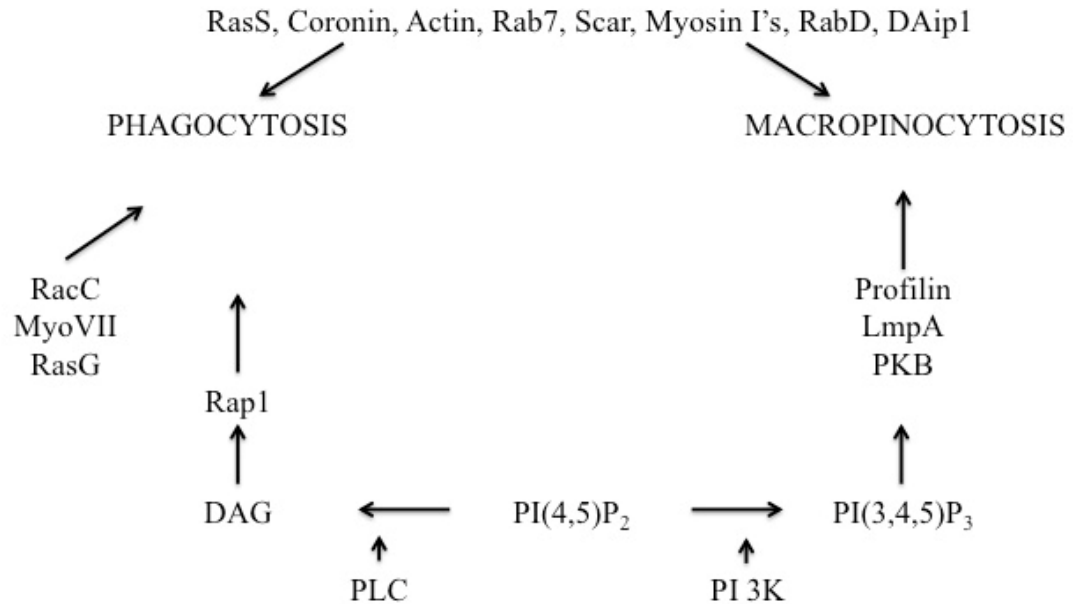 RasS, Coronin, Actin, Rab7, Scar, Myosin I’s, RabD, DAip1
PHAGOCYTOSIS
MACROPINOCYTOSIS
RacC
MyoVII
RasG
Profilin
LmpA
PKB
Rap1
DAG
PI(4,5)P₂
PI(3,4,5)P₃
PLC
PI 3K